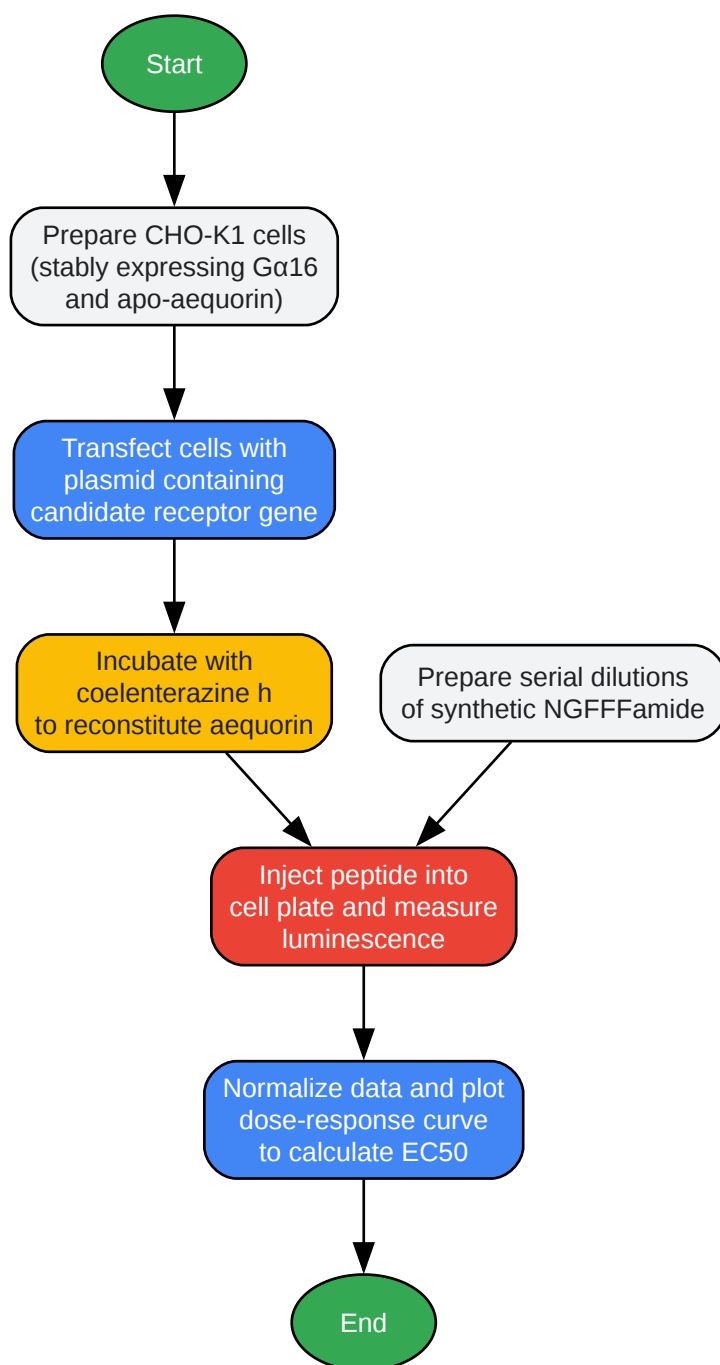 Start
Prepare CHO-K1 cells
(stably expressing Gα16
and apo-aequorin)
Transfect cells with
plasmid containing
candidate receptor gene
Incubate with
coelenterazine h
to reconstitute aequorin
Prepare serial dilutions
of synthetic NGFFFamide
Inject peptide into
cell plate and measure
luminescence
Normalize data and plot
dose-response curve
to calculate EC50
End